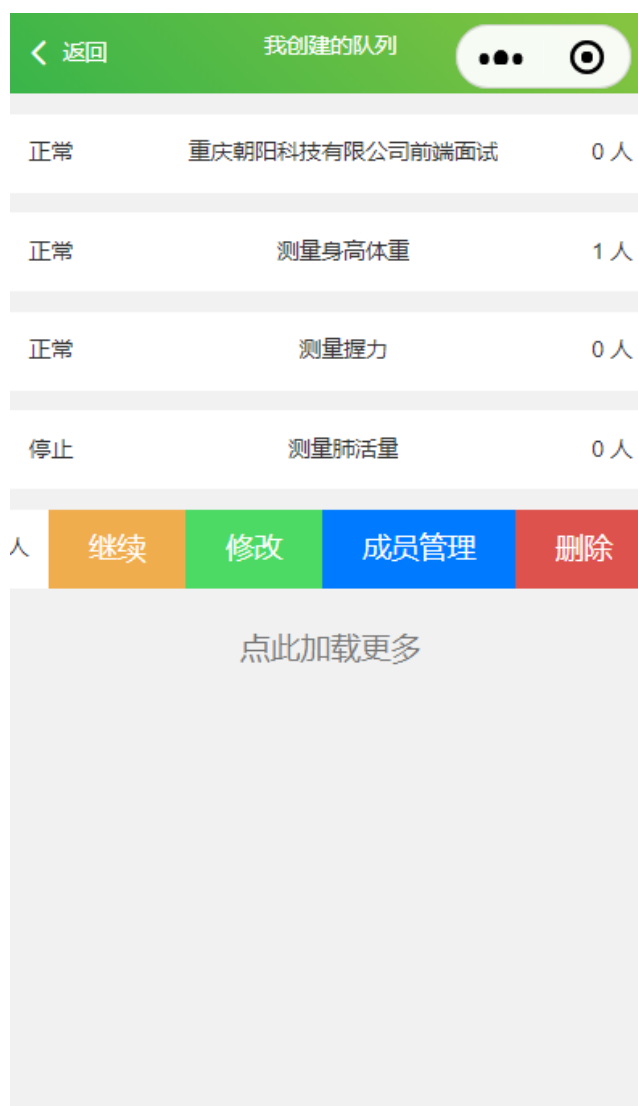 返回 我创建的队列
正常 重庆朝阳科技有限公司前端面试 0 人
正常 测量身高体重 1 人
正常 测量握力 0 人
停止 测量肺活量 0 人
人 继续 修改 成员管理 删除
点此加载更多